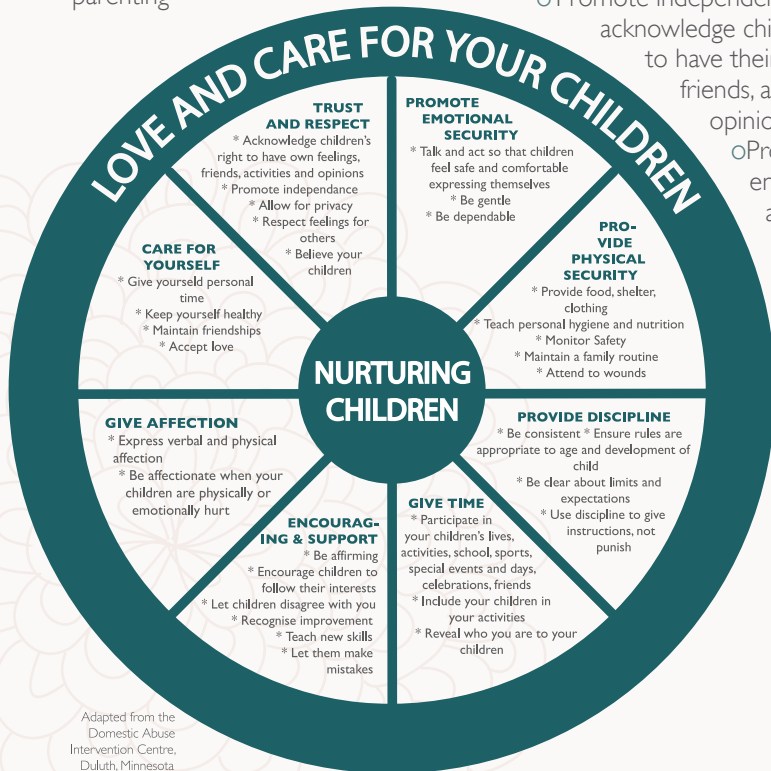 parenting
acknowledge
to have their
LOVE AND CARE FOR YOUR CHILDREN
TRUST
AND RESPECT
* Acknowledge children's
right to have own feelings,
friends, activities and opinions
* Promote independance
* Allow for privacy
* Respect feelings for
others
* Believe your
children
PROMOTE
EMOTIONAL
SECURITY
* Talk and act so that children
feel safe and comfortable
expressing themselves
* Be gentle
* Be dependable
PRO-
VIDE
PHYSICAL
SECURITY
* Provide food, shelter,
clothing
* Teach personal hygiene and nutrition
* Monitor Safety
* Maintain a family routine
* Attend to wounds
PROVIDE DISCIPLINE
* Be consistent * Ensure rules are
appropriate to age and development of
child
* Be clear about limits and
expectations
* Use discipline to give
instructions, not
punish
GIVE TIME
* Participate in
your children's lives,
activities, school, sports,
special events and days,
celebrations, friends
* Include your children in
your activities
* Reveal who you are to your
children
ENCOURAG-
ING & SUPPORT
* Be affirming
* Encourage children to
follow their interests
* Let children disagree with you
* Recognise improvement
* Teach new skills
* Let them make
mistakes
GIVE AFFECTION
* Express verbal and physical
affection
* Be affectionate when your
children are physically or
emotionally hurt
CARE FOR
YOURSELF
* Give yourseld personal
time
* Keep yourself healthy
* Maintain friendships
* Accept love
NURTURING
CHILDREN
friends,
Adapted from the
Domestic Abuse
Intervention Centre,
Duluth, Minnesota